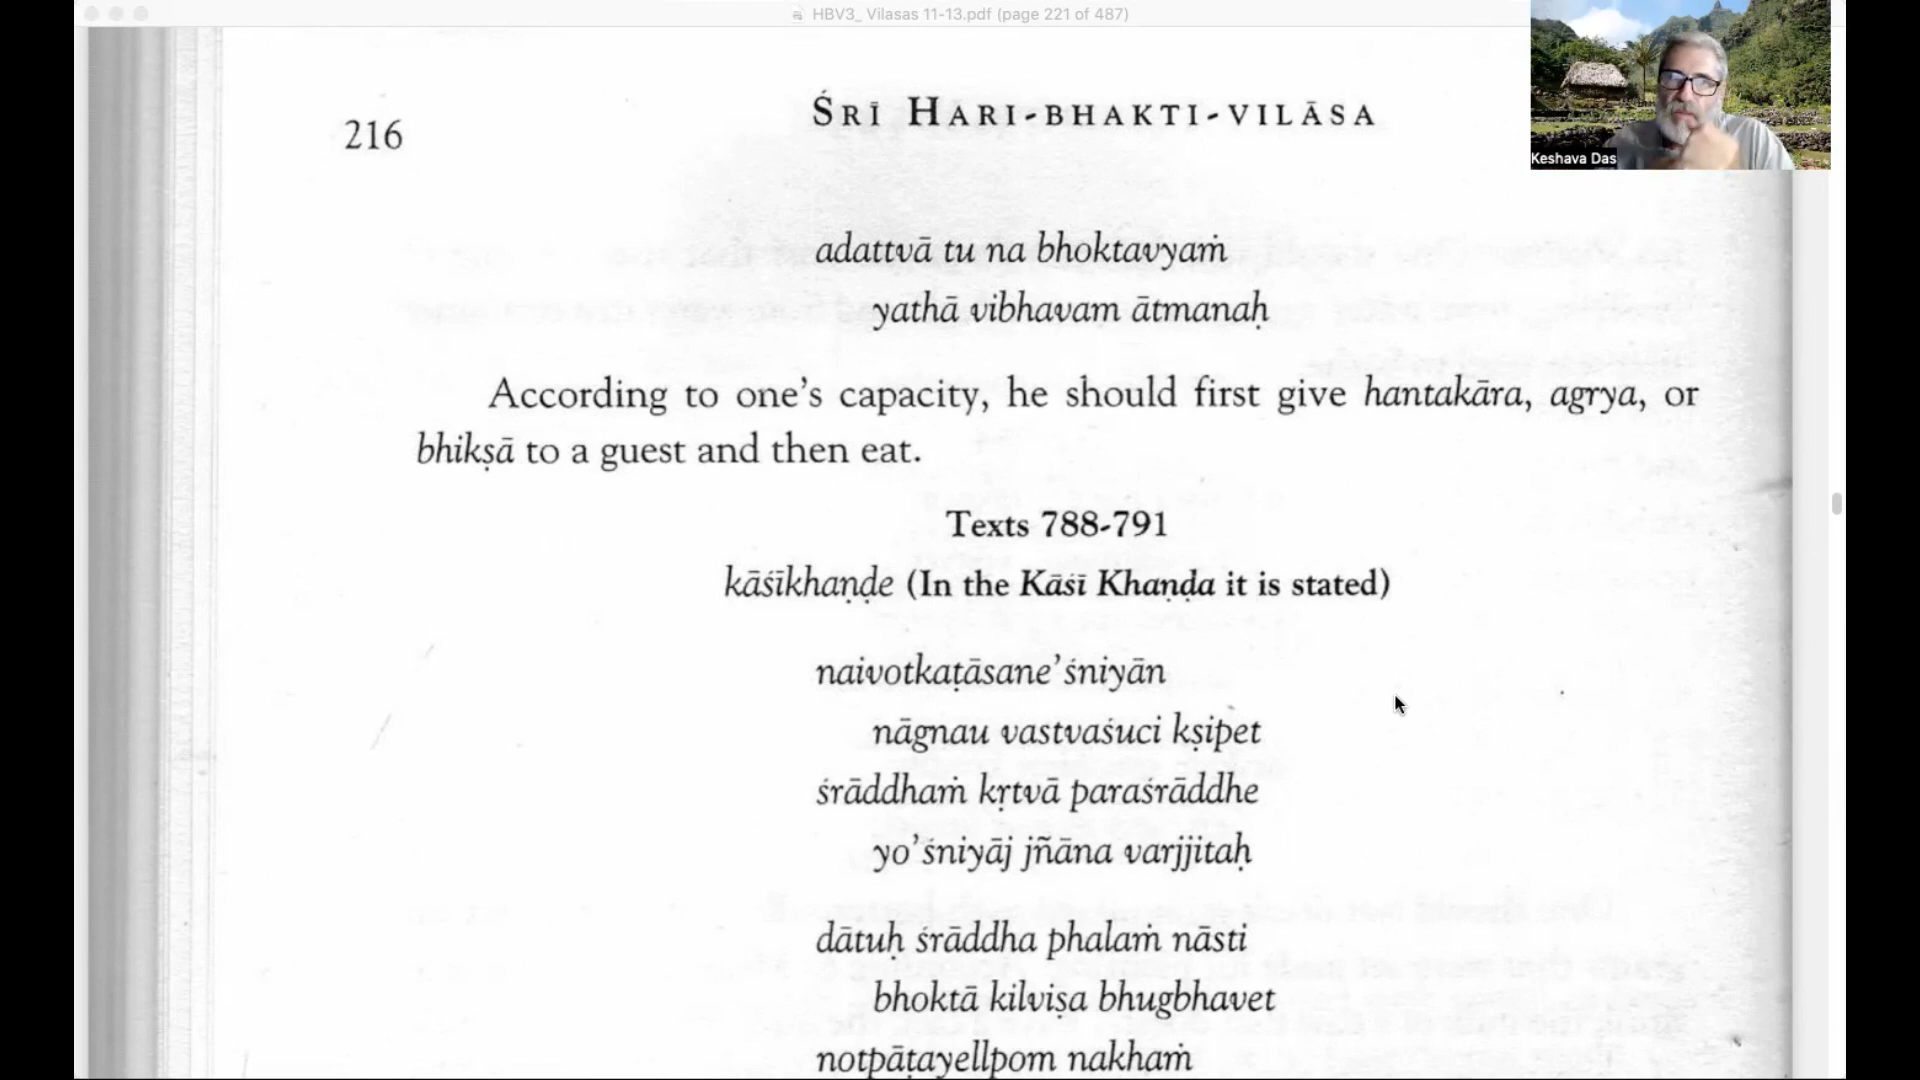 HBV3_ Vilasas 11-13.pdf (page 221 of 487)
Keshava Das
216
ŚRĪ HARI-BHAKTI-VILĀSA
adattvā tu na bhoktavyaṁ
yathā vibhavam ātmanaḥ
According to one’s capacity, he should first give hantakāra, agrya, or
bhikṣā to a guest and then eat.
Texts 788-791
kāśīkhaṇḍe (In the Kāśī Khaṇḍa it is stated)
naivotkaṭāsane’śniyān
nāgnau vastvaśuci kṣipet
śrāddhaṁ kṛtvā paraśrāddhe
yo’śniyāj jñāna varjjitaḥ
dātuḥ śrāddha phalaṁ nāsti
bhoktā kilviṣa bhugbhavet
notpāṭayellpom nakhaṁ